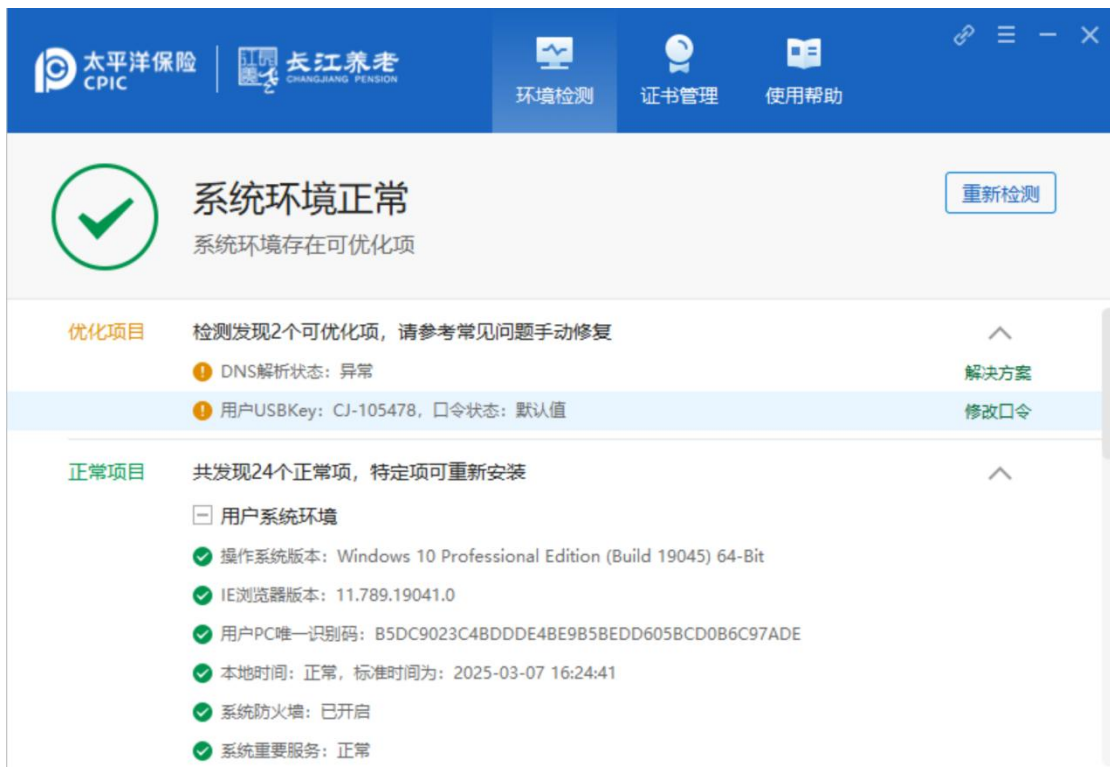 太平洋保险
CPIC
长江养老
CHANGJIANG PENSION
环境检测
证书管理
使用帮助
系统环境正常
系统环境存在可优化项
重新检测
优化项目
检测发现2个可优化项，请参考常见问题手动修复
DNS解析状态：异常
解决方案
用户USBKey：CJ-105478，口令状态：默认值
修改口令
正常项目
共发现24个正常项，特定项可重新安装
用户系统环境
操作系统版本：Windows 10 Professional Edition (Build 19045) 64-Bit
IE浏览器版本：11.789.19041.0
用户PC唯一识别码：B5DC9023C4BDDDE4BE9B5BEDD605BCD0B6C97ADE
本地时间：正常，标准时间为：2025-03-07 16:24:41
系统防火墙：已开启
系统重要服务：正常